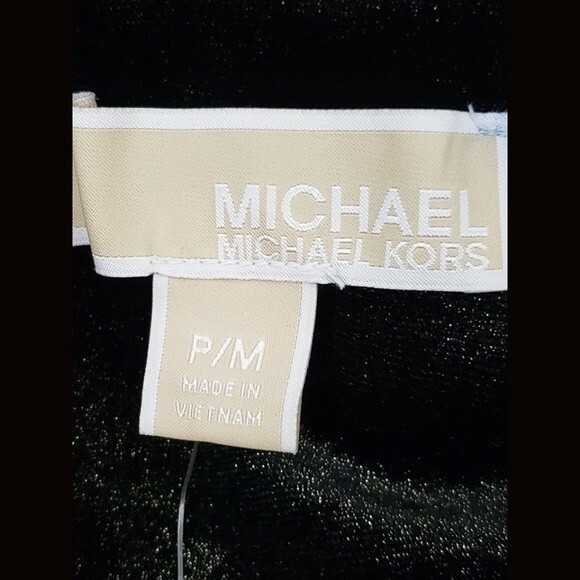 MICHAEL
MICHAEL KORS
P/M
MADE IN
VIETNAM